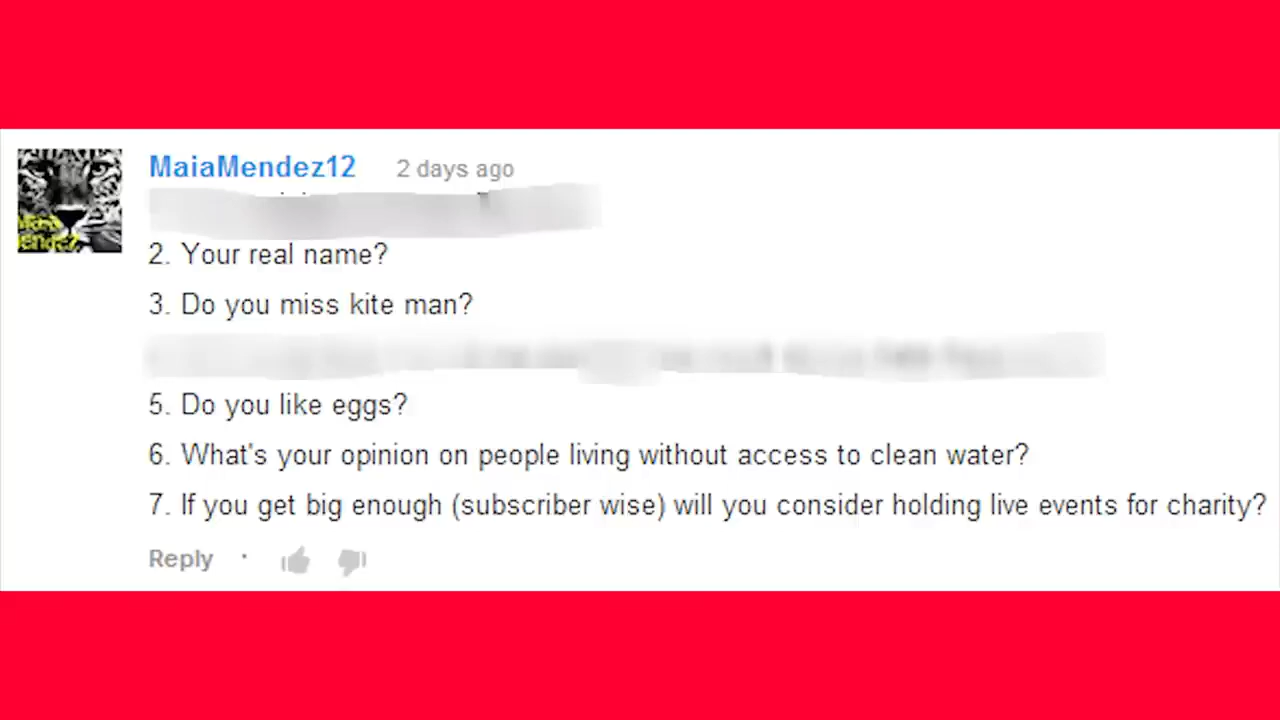 MaiaMendez12 2 days ago
2. Your real name?
3. Do you miss kite man?
5. Do you like eggs?
6. What's your opinion on people living without access to clean water?
7. If you get big enough (subscriber wise) will you consider holding live events for charity?
Reply ·